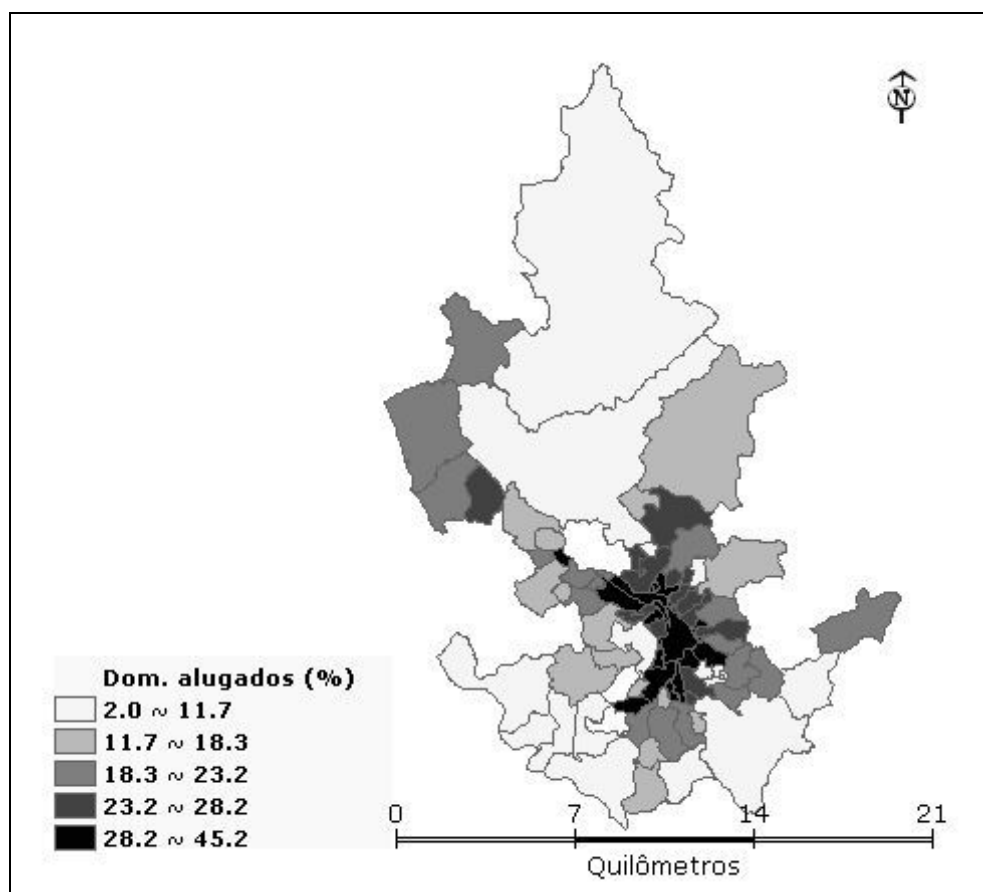 N
Dom. alugados (%)
2.0 ~ 11.7
11.7 ~ 18.3
18.3 ~ 23.2
23.2 ~ 28.2
28.2 ~ 45.2
0 7 14 21
Quilômetros